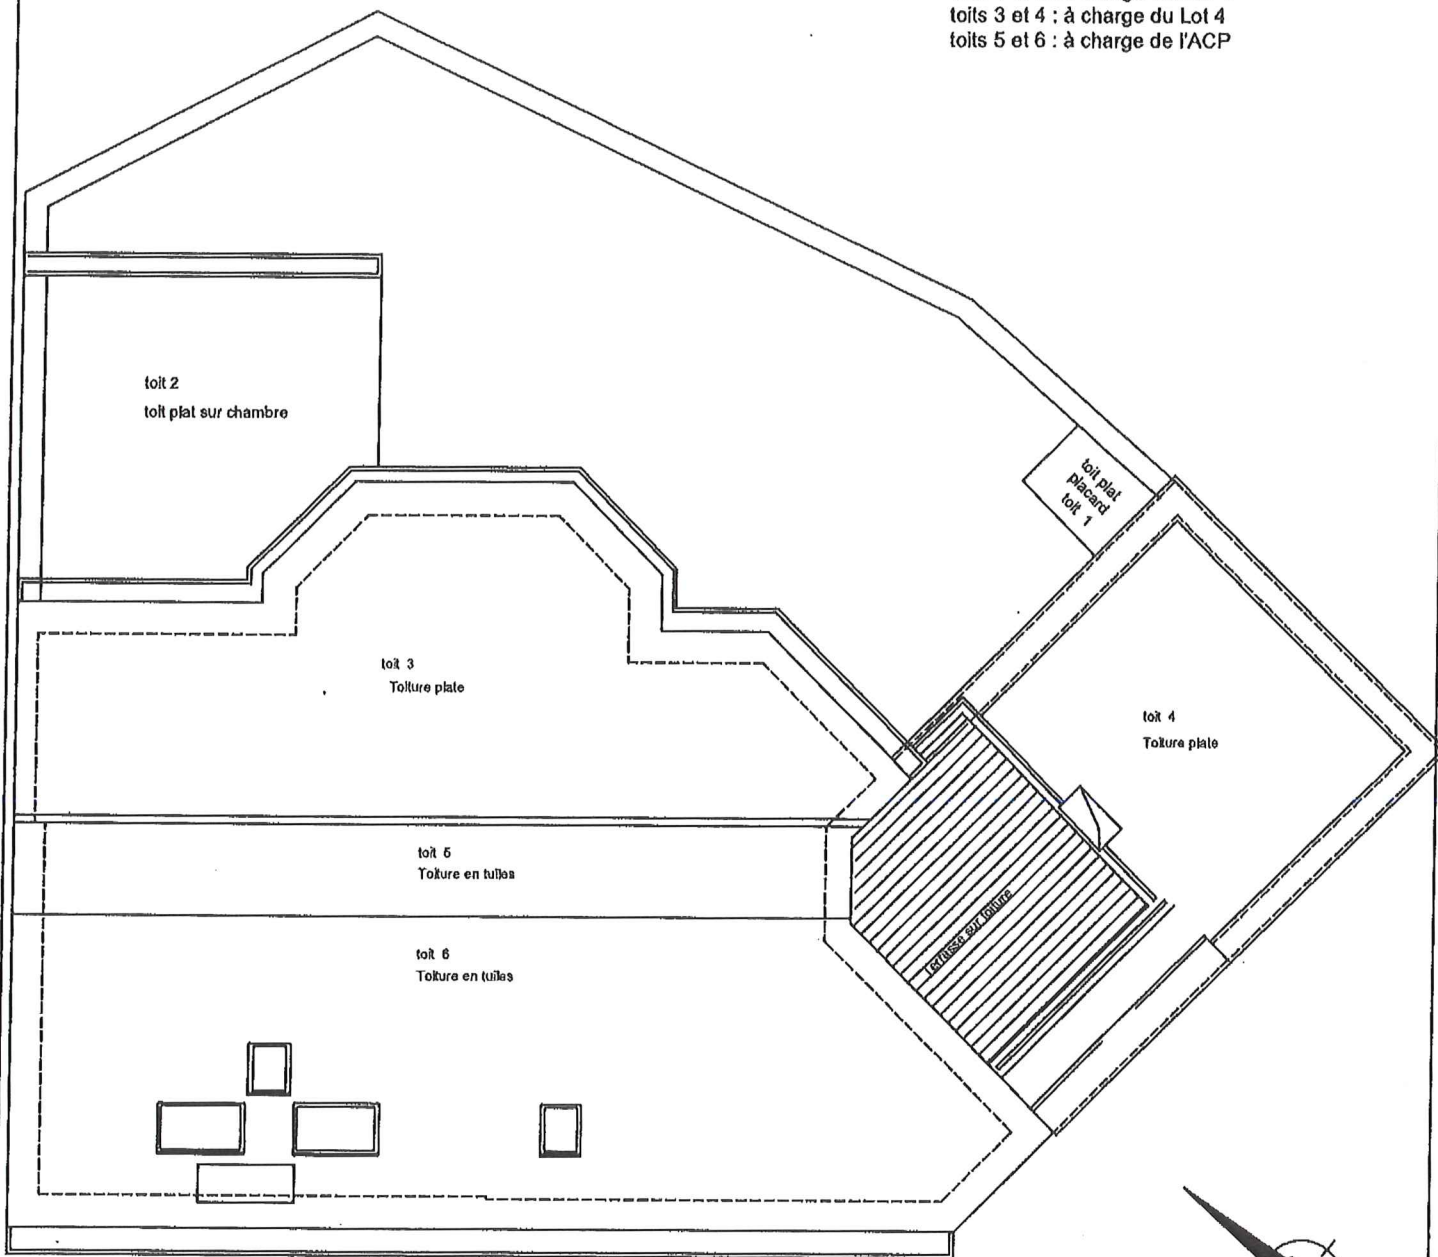 toits 3 et 4 : à charge du Lot 4
toits 5 et 6 : à charge de l'ACP
toit 2
toit plat sur chambre
toit plat
placard
toit 1
toit 3
Toiture plate
toit 4
Toiture plate
toit 5
Toiture en tuiles
Terrasse sur toiture
toit 6
Toiture en tuiles